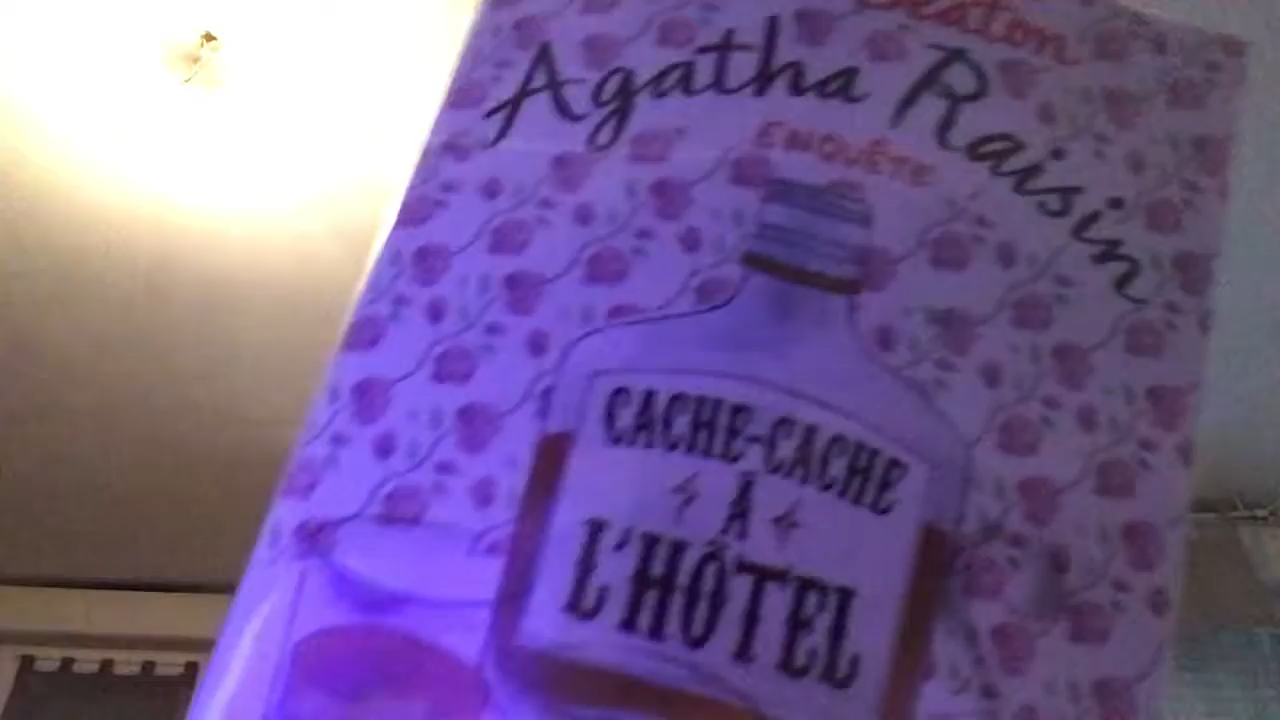 Beaton
Agatha Raisin
ENQUÊTE
CACHE-CACHE
À
L'HÔTEL